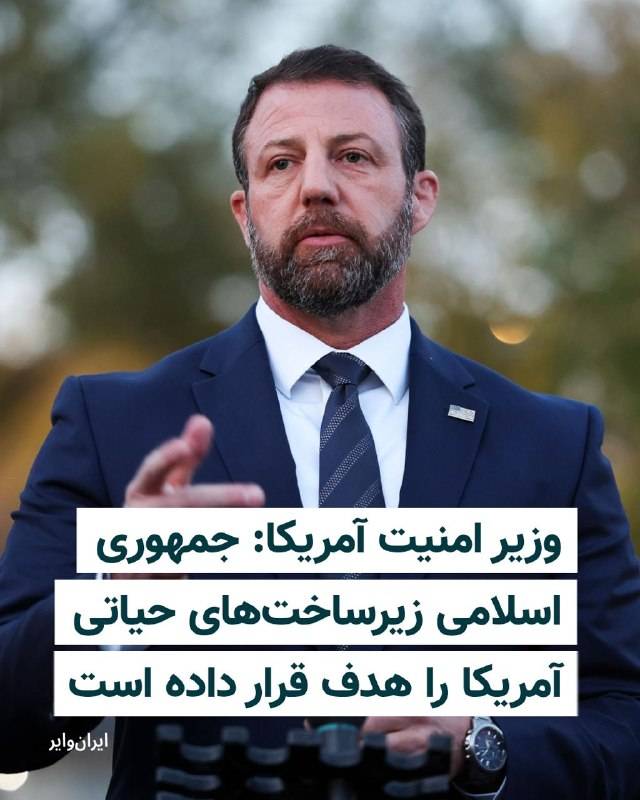 وزیر امنیت آمریکا: جمهوری
اسلامی زیرساخت‌های حیاتی
آمریکا را هدف قرار داده است
ایران‌وایر